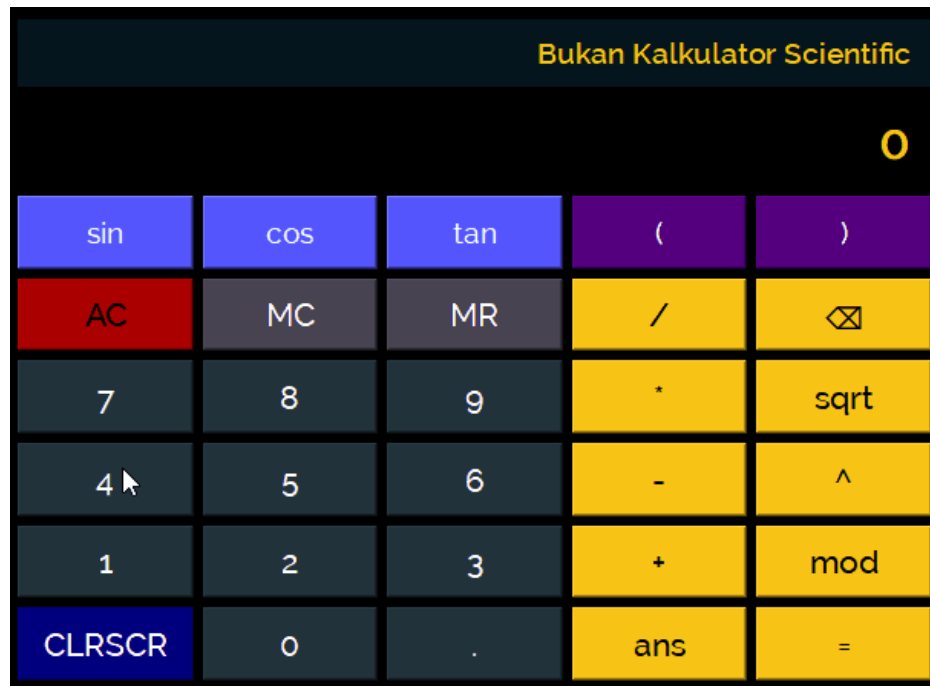 Bukan Kalkulator Scientific
0
sin cos tan ( )
AC MC MR / ⌫
7 8 9 * sqrt
4 5 6 - ^
1 2 3 + mod
CLRSCR 0 . ans =